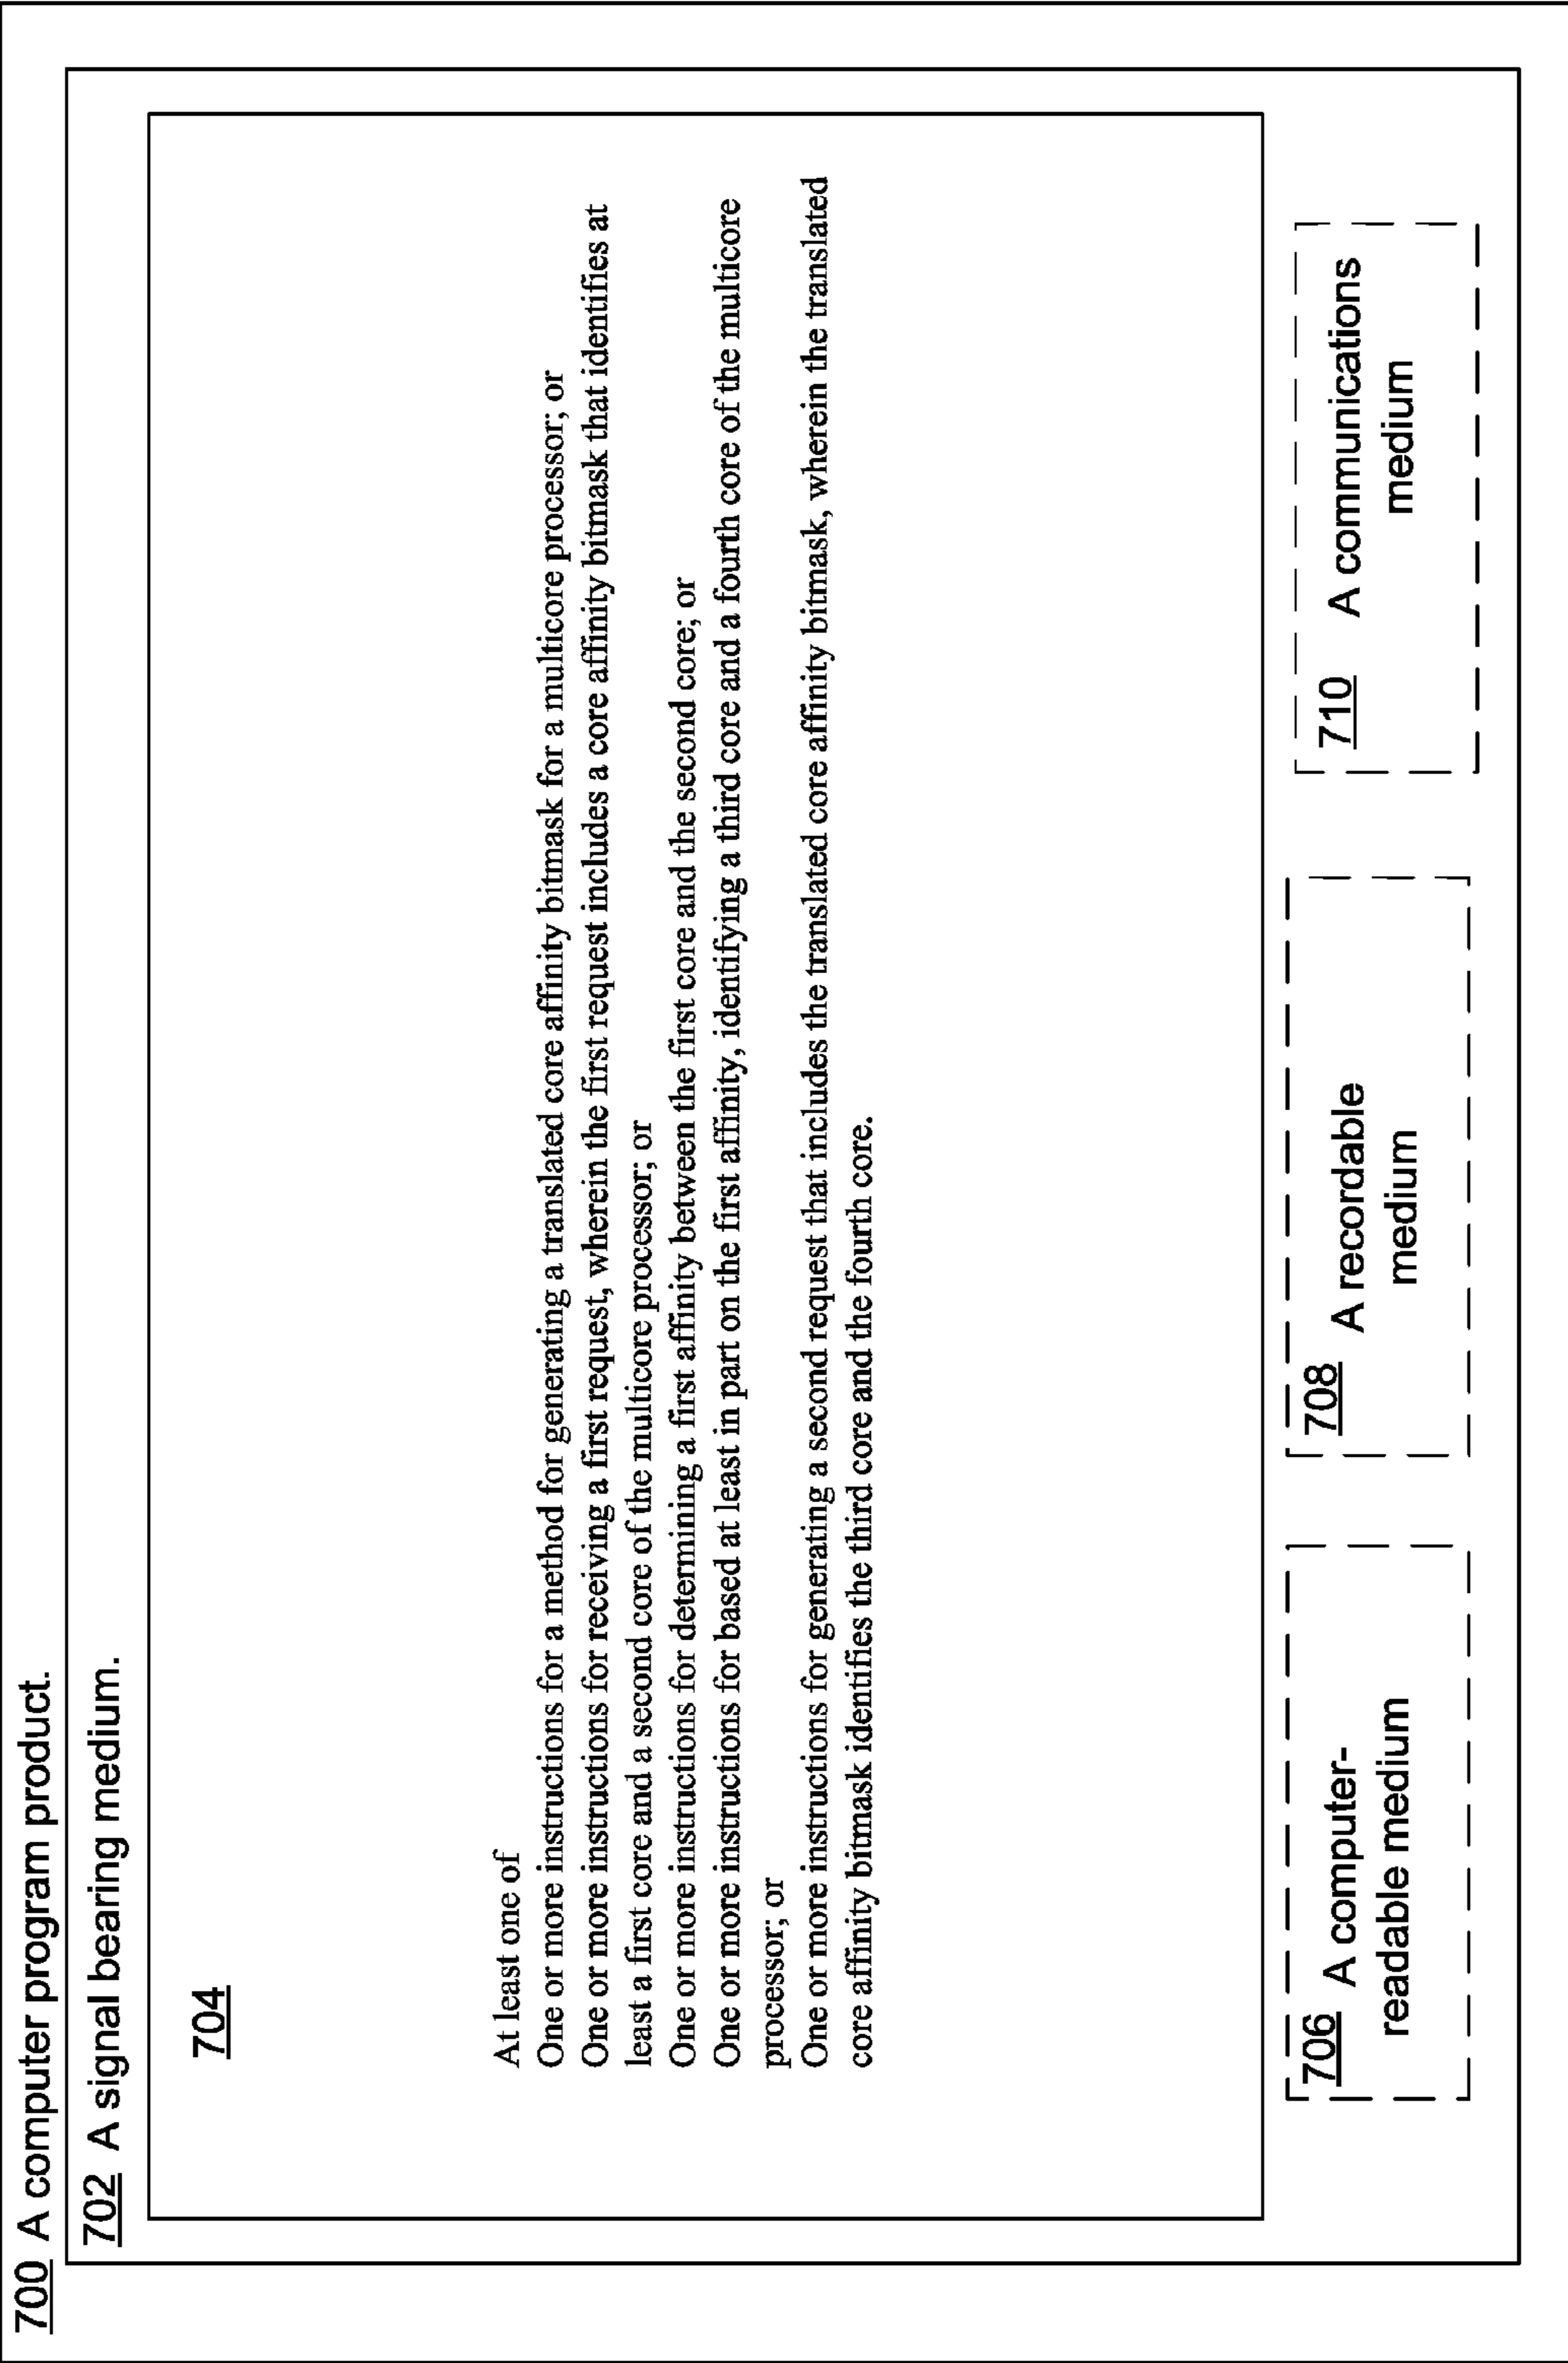 700 A computer program product.
702 A signal bearing medium.
704
At least one of
One or more instructions for a method for generating a translated core affinity bitmask for a multicore processor; or
One or more instructions for receiving a first request, wherein the first request includes a core affinity bitmask that identifies at
least a first core and a second core of the multicore processor; or
One or more instructions for determining a first affinity between the first core and the second core; or
One or more instructions for based at least in part on the first affinity, identifying a third core and a fourth core of the multicore
processor; or
One or more instructions for generating a second request that includes the translated core affinity bitmask, wherein the translated
core affinity bitmask identifies the third core and the fourth core.
706 A computer-
readable medium
708 A recordable
medium
710 A communications
medium